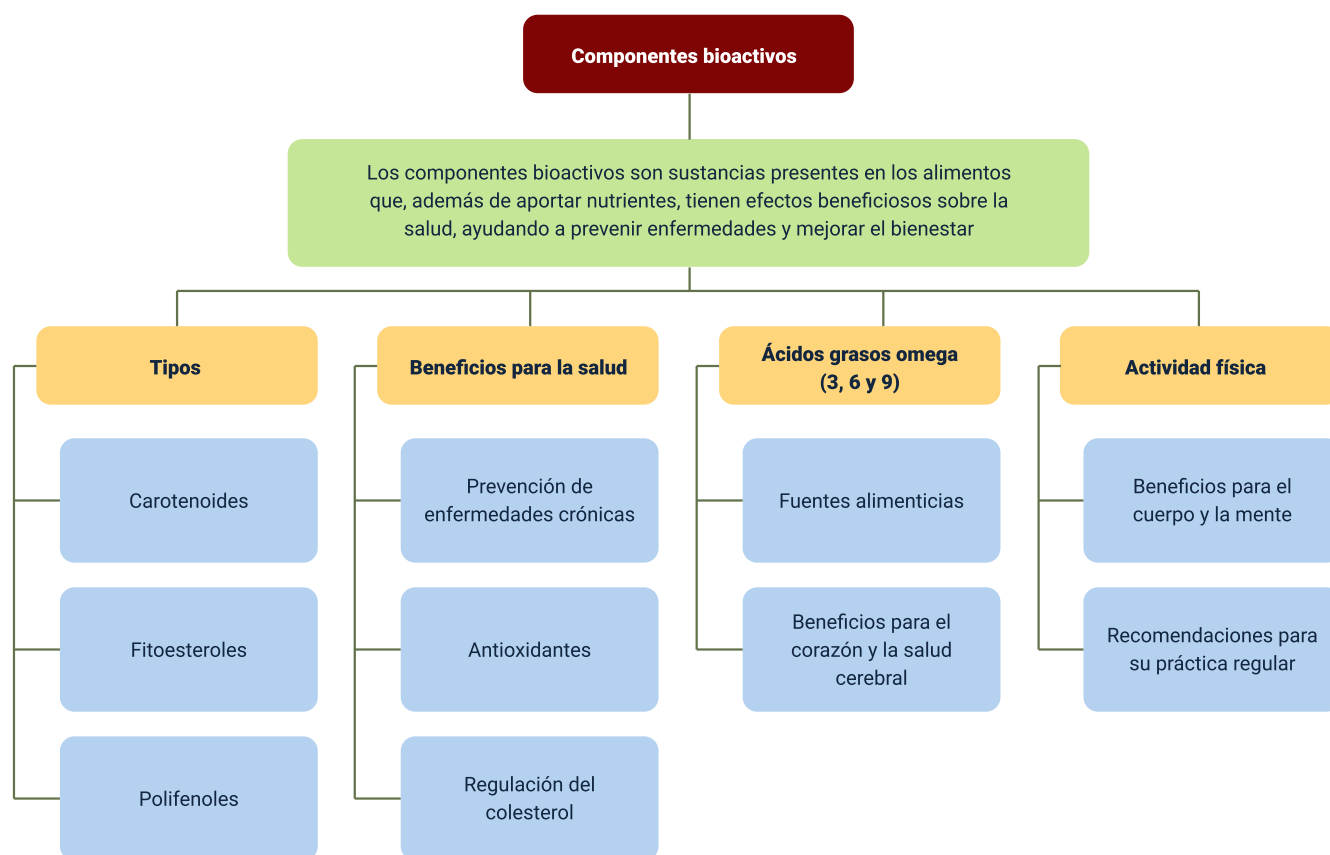 Componentes bioactivos
Los componentes bioactivos son sustancias presentes en los alimentos
que, además de aportar nutrientes, tienen efectos beneficiosos sobre la
salud, ayudando a prevenir enfermedades y mejorar el bienestar
Tipos
Carotenoides
Fitoesteroles
Polifenoles
Beneficios para la salud
Prevención de
enfermedades crónicas
Antioxidantes
Regulación del
colesterol
Ácidos grasos omega
(3, 6 y 9)
Fuentes alimenticias
Beneficios para el
corazón y la salud
cerebral
Actividad física
Beneficios para el
cuerpo y la mente
Recomendaciones para
su práctica regular